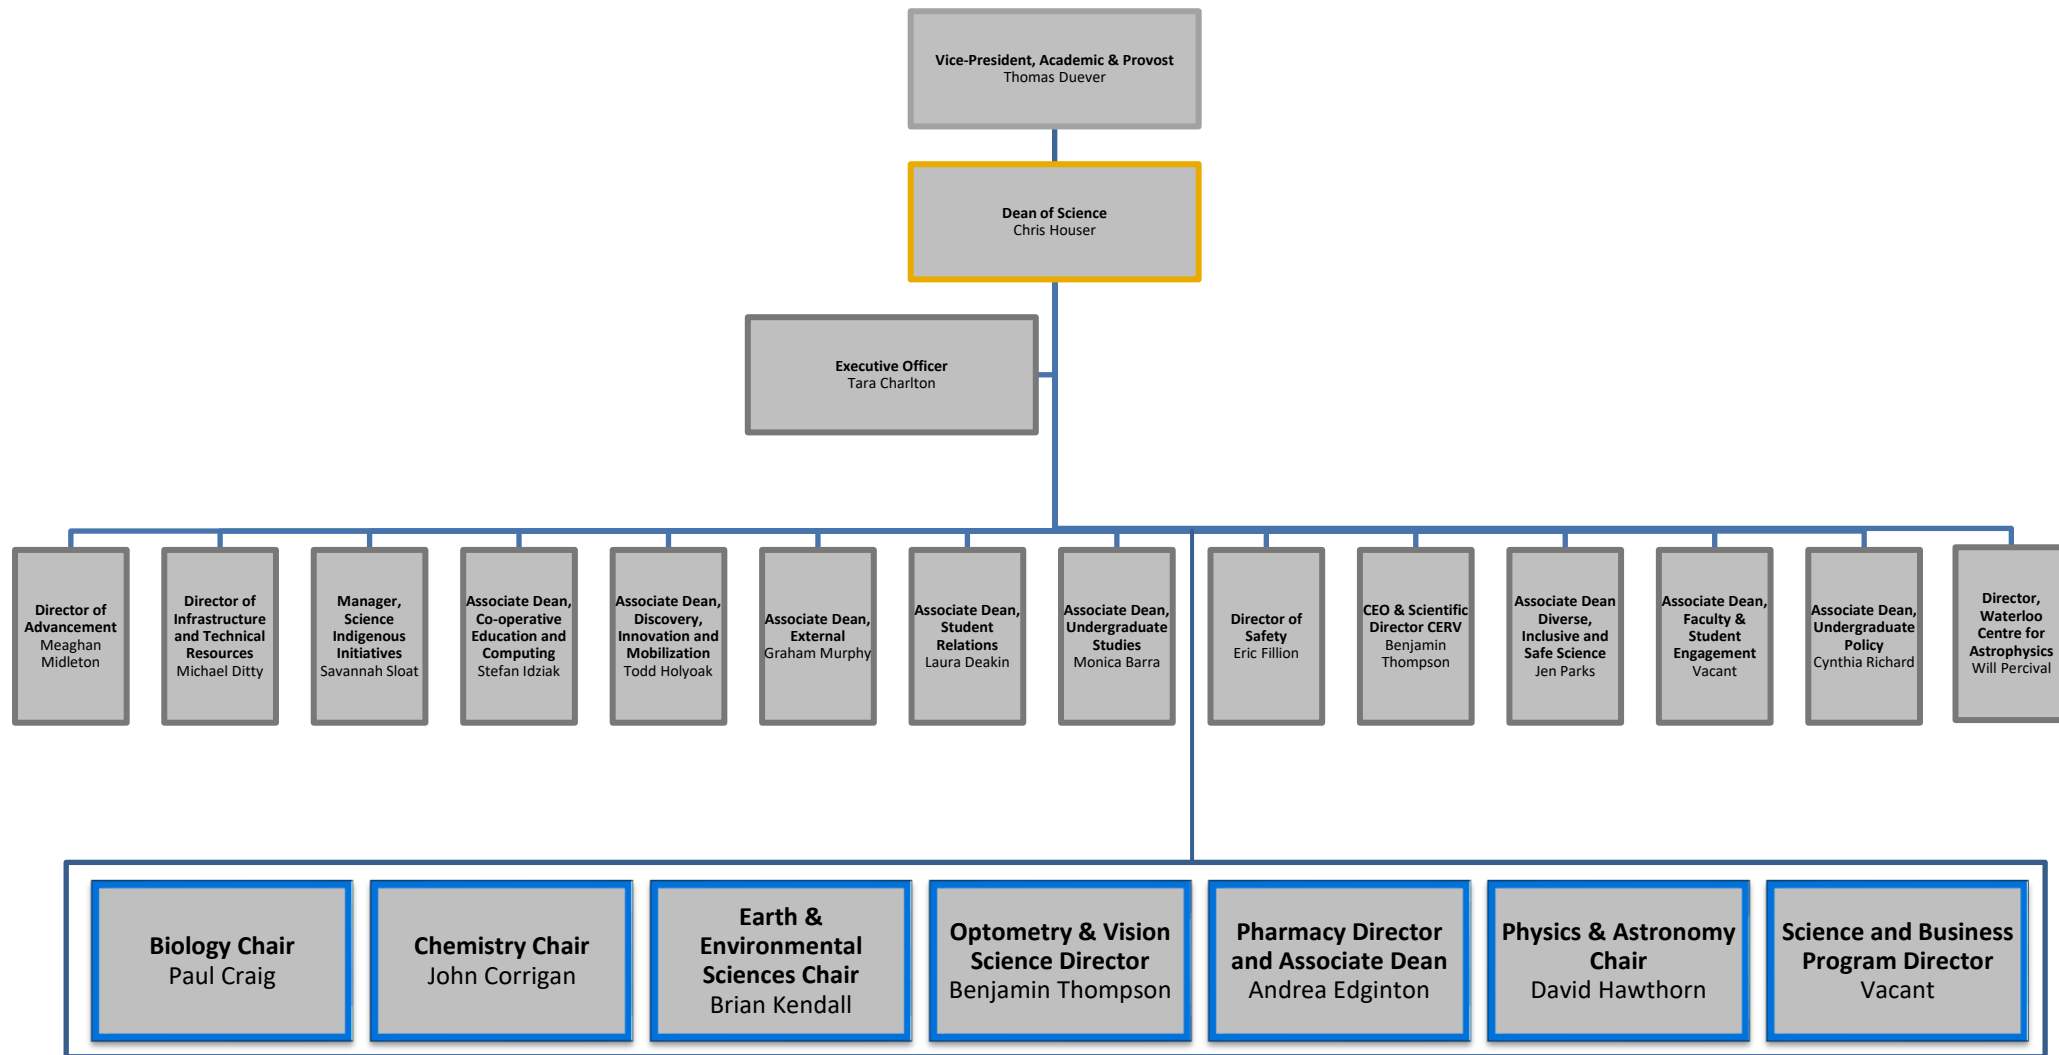 Vice-President, Academic & Provost
Thomas Duever
Dean of Science
Chris Houser
Executive Officer
Tara Charlton
Director of
Advancement
Meaghan
Midleton
Director of
Infrastructure
and Technical
Resources
Michael Ditty
Manager,
Science
Indigenous
Initiatives
Savannah Sloat
Associate Dean,
Co-operative
Education and
Computing
Stefan Idziak
Associate Dean,
Discovery,
Innovation and
Mobilization
Todd Holyoak
Associate Dean,
External
Graham Murphy
Associate Dean,
Student
Relations
Laura Deakin
Associate Dean,
Undergraduate
Studies
Monica Barra
Director of
Safety
Eric Fillion
CEO & Scientific
Director CERV
Benjamin
Thompson
Associate Dean
Diverse,
Inclusive and
Safe Science
Jen Parks
Associate Dean,
Faculty &
Student
Engagement
Vacant
Associate Dean,
Undergraduate
Policy
Cynthia Richard
Director,
Waterloo
Centre for
Astrophysics
Will Percival
Biology Chair
Paul Craig
Chemistry Chair
John Corrigan
Earth &
Environmental
Sciences Chair
Brian Kendall
Optometry & Vision
Science Director
Benjamin Thompson
Pharmacy Director
and Associate Dean
Andrea Edginton
Physics & Astronomy
Chair
David Hawthorn
Science and Business
Program Director
Vacant